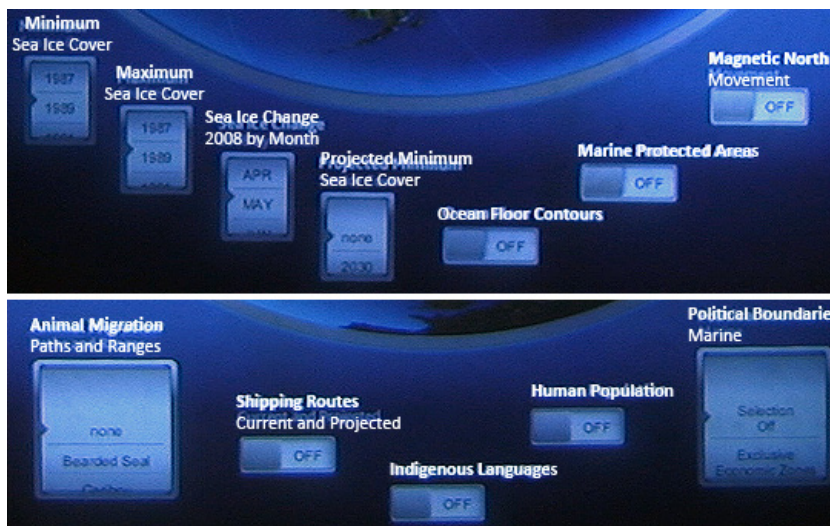 Minimum
Sea Ice Cover
1987
1989
Maximum
Sea Ice Cover
1987
1989
Sea Ice Change
2008 by Month
APR
MAY
Projected Minimum
Sea Ice Cover
none
2030
Ocean Floor Contours
OFF
Marine Protected Areas
OFF
Magnetic North
Movement
OFF
Animal Migration
Paths and Ranges
none
Bearded Seal
Shipping Routes
Current and Projected
OFF
Indigenous Languages
OFF
Human Population
OFF
Political Boundarie
Marine
Selection
Off
Exclusive
Economic Zones